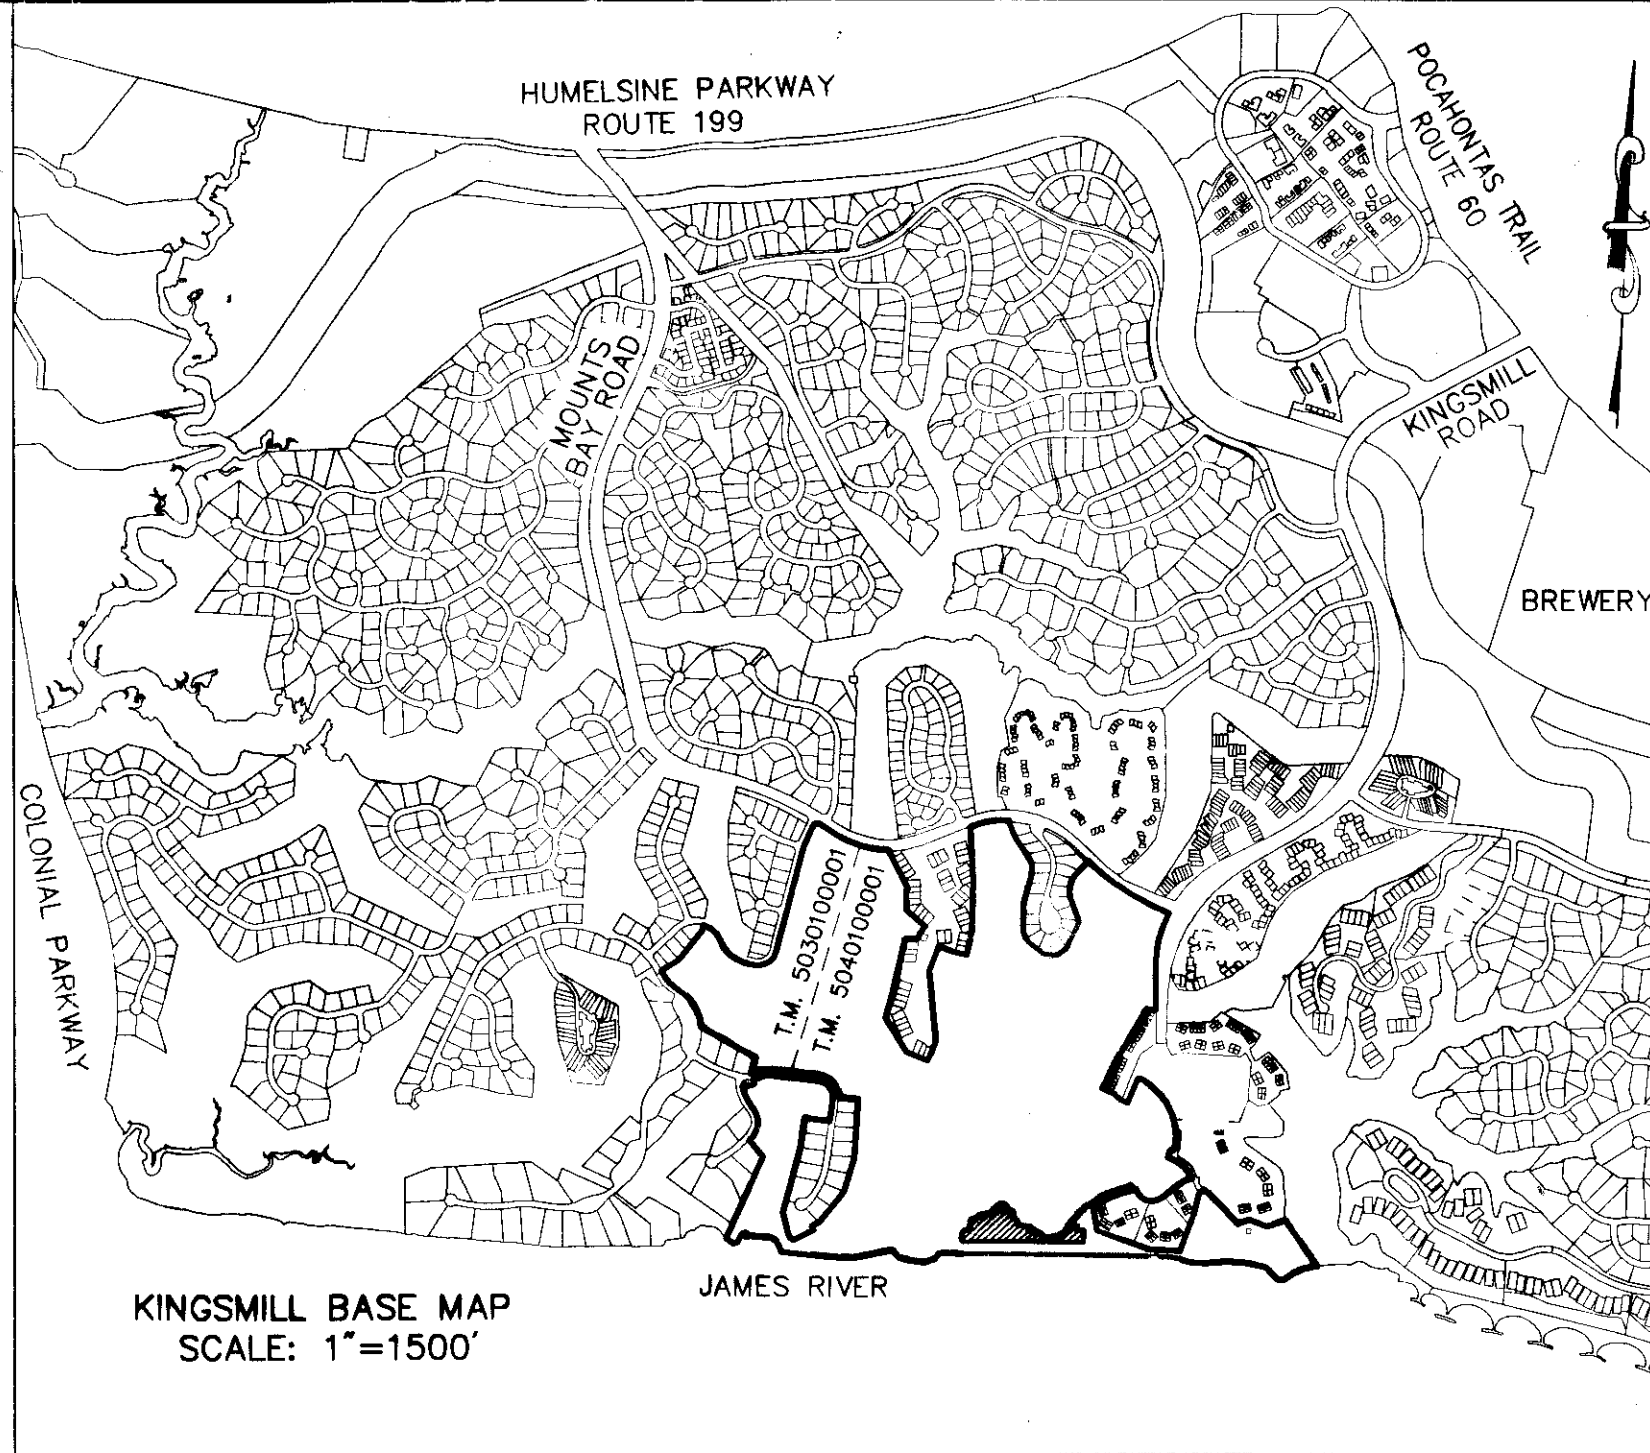 HUMELSINE PARKWAY
ROUTE 199
POCAHONTAS TRAIL
ROUTE 60
MOUNTS
BAY ROAD
KINGSMILL
ROAD
BREWERY
COLONIAL PARKWAY
T.M. 5030100001
T.M. 5040100001
JAMES RIVER
KINGSMILL BASE MAP
SCALE: 1"=1500'